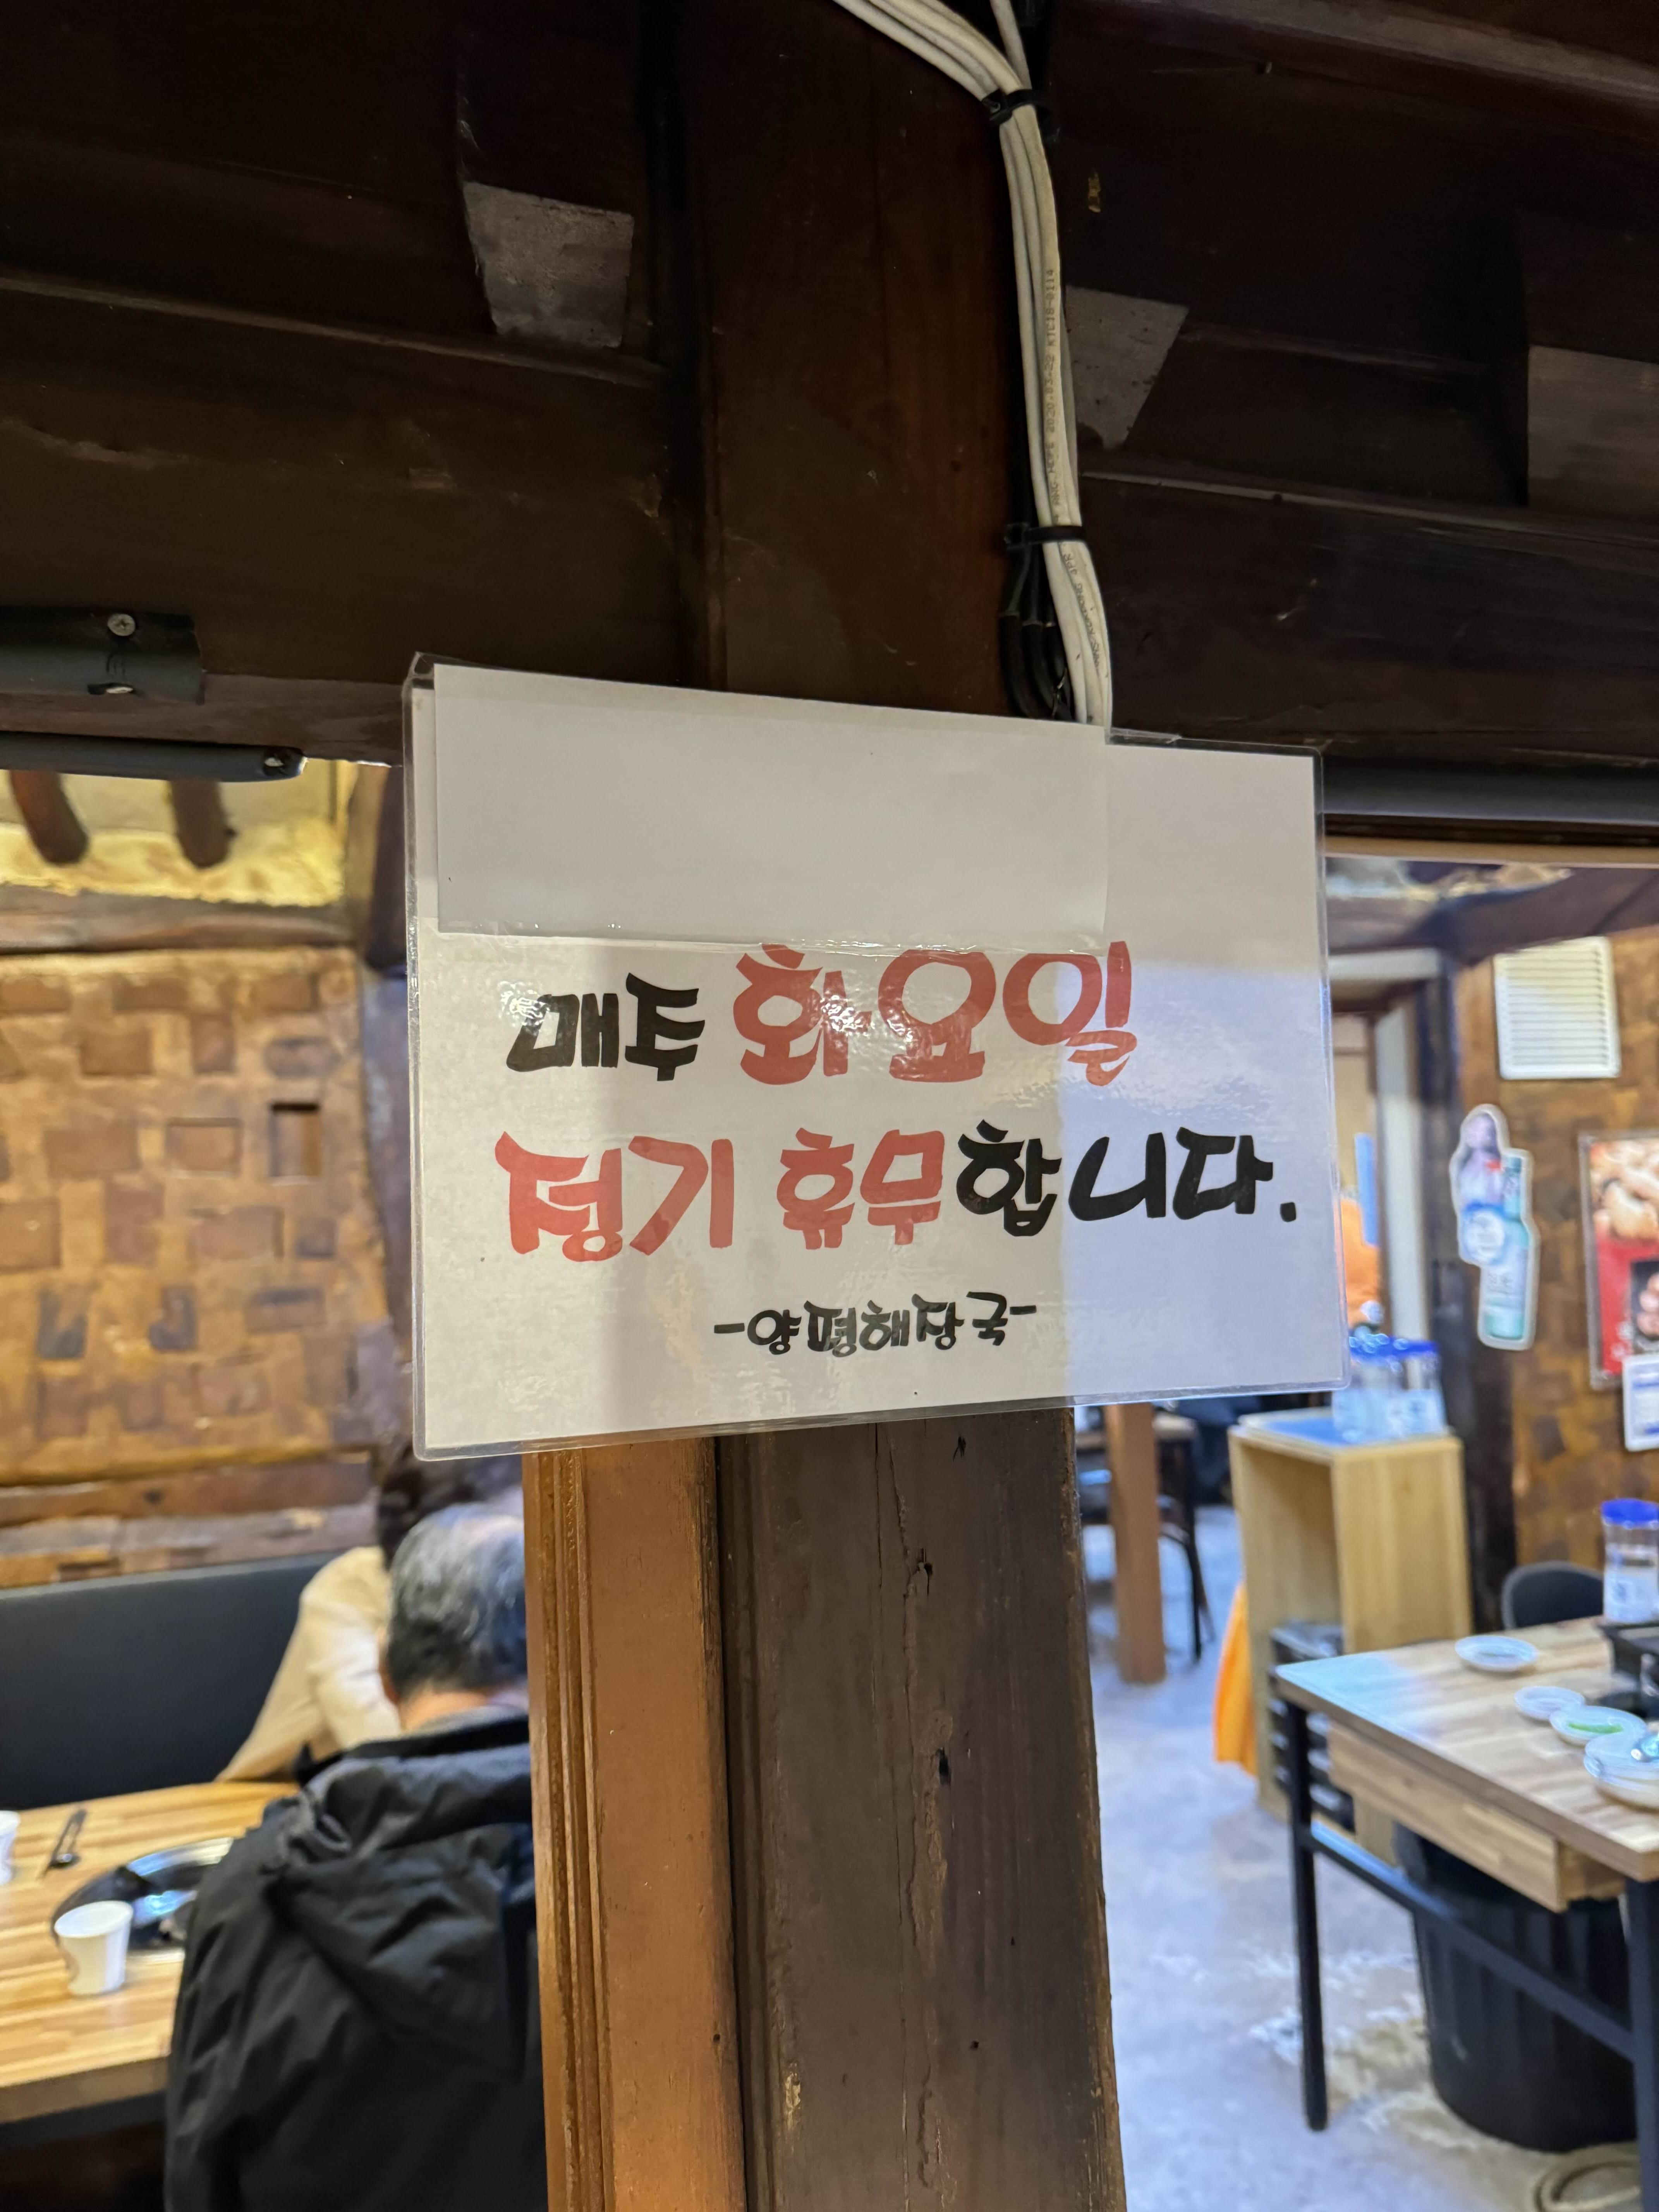 매주 화요일
정기 휴무합니다.
-양평해장국-